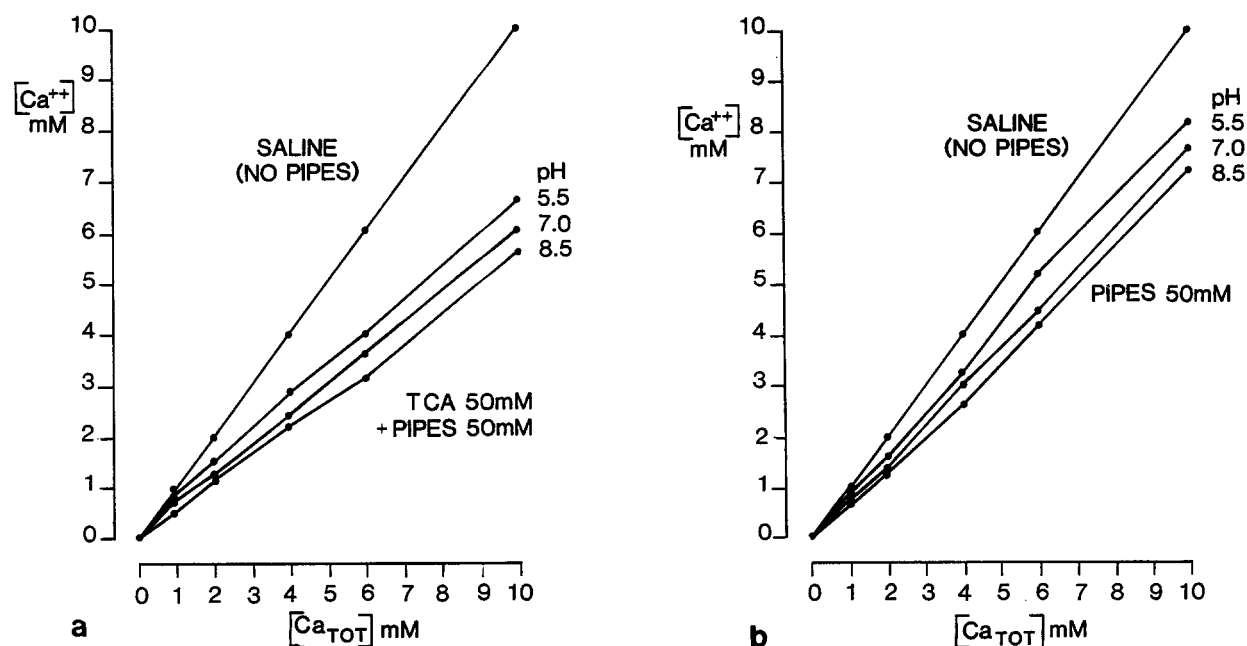 10
9
8
7
6
5
4
3
2
1
0
[Ca++]
mM
SALINE
(NO PIPES)
pH
5.5
7.0
8.5
TCA 50mM
+PIPES 50mM
0 1 2 3 4 5 6 7 8 9 10
[CaTOT] mM
a
10
9
8
7
6
5
4
3
2
1
0
[Ca++]
mM
SALINE
(NO PIPES)
pH
5.5
7.0
8.5
PIPES 50mM
0 1 2 3 4 5 6 7 8 9 10
[CaTOT] mM
b